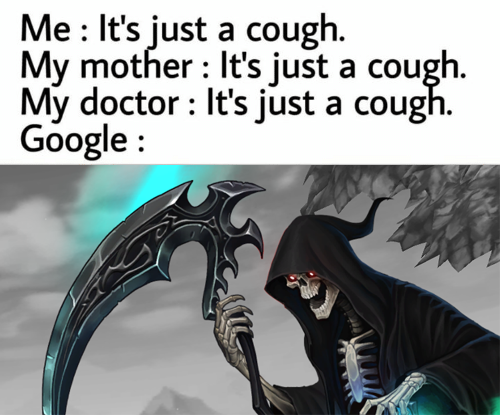 Me : It's just a cough.
My mother : It's just a cough.
My doctor : It's just a cough.
Google :